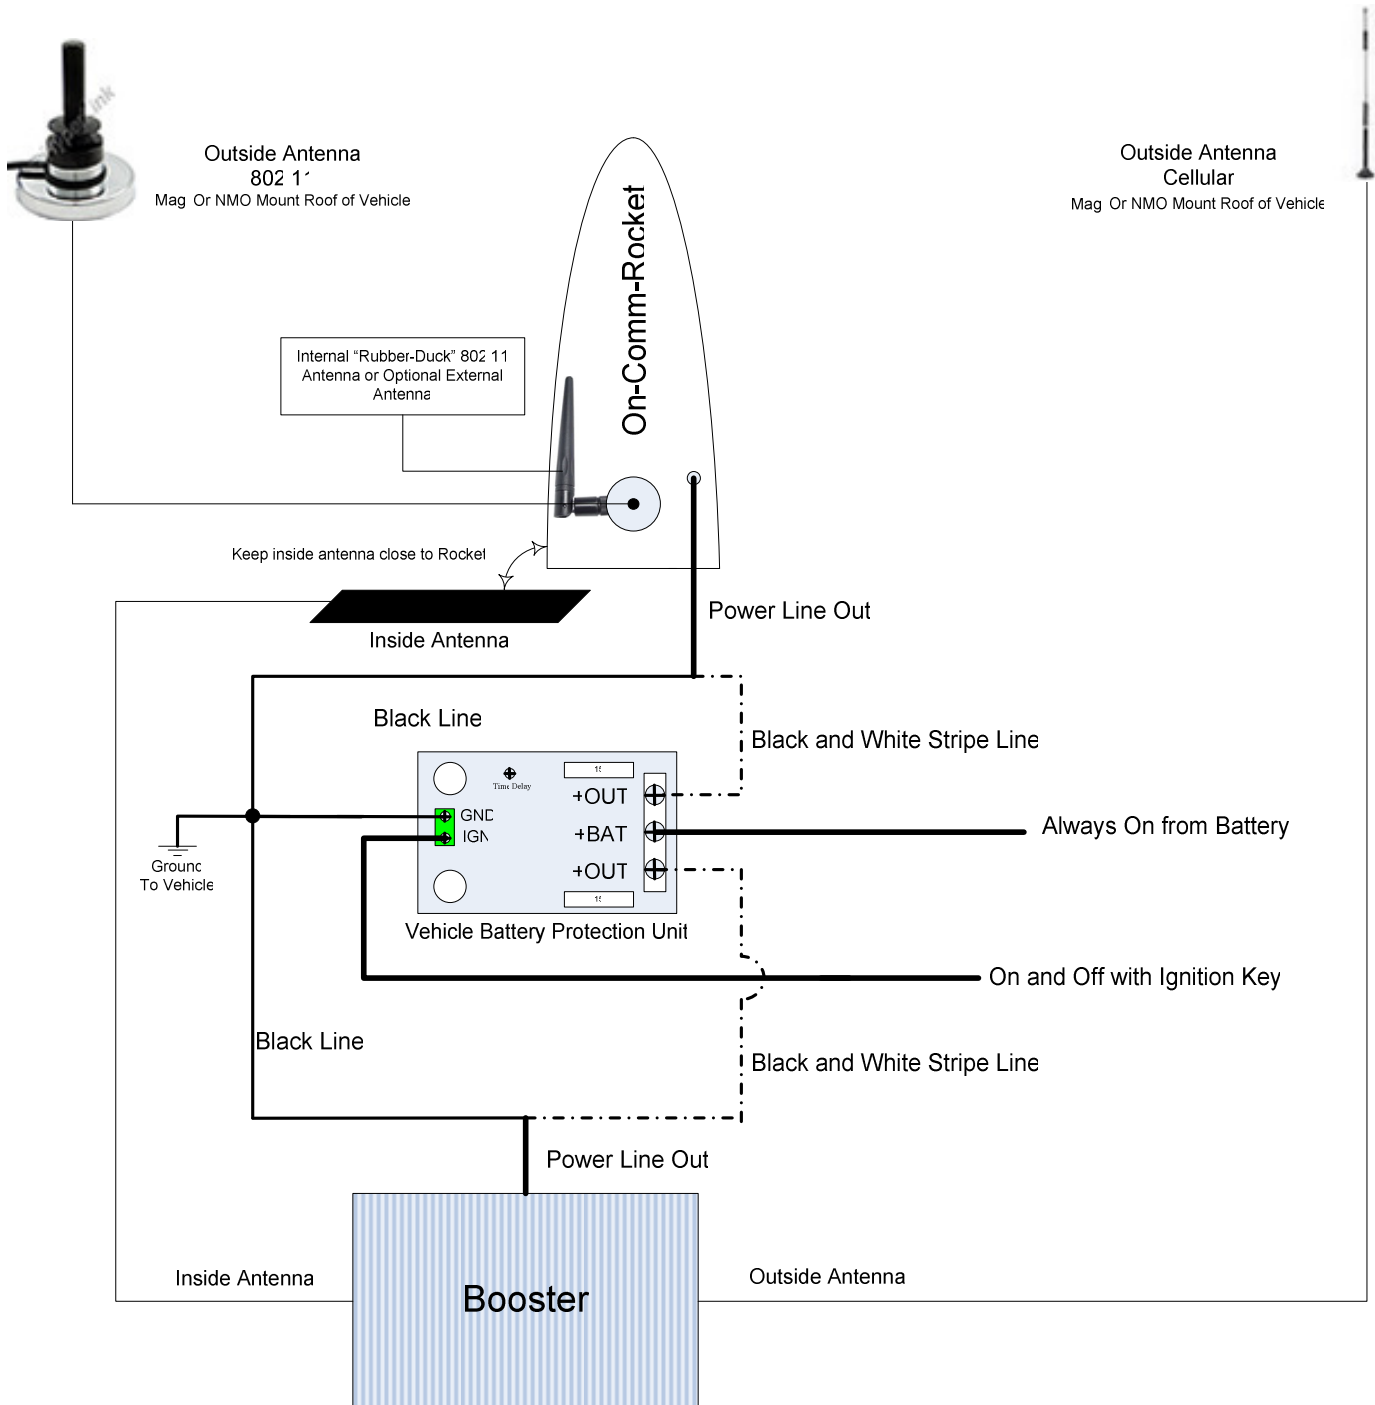 Outside Antenna
802 11
Mag Or NMO Mount Roof of Vehicle
Outside Antenna
Cellular
Mag Or NMO Mount Roof of Vehicle
On-Comm-Rocket
Internal “Rubber-Duck” 802 11
Antenna or Optional External
Antenna
Keep inside antenna close to Rocket
Inside Antenna
Power Line Out
Black Line
Black and White Stripe Line
Time Delay
15
+OUT
GND
IGN
+BAT
+OUT
15
Always On from Battery
Ground
To Vehicle
Vehicle Battery Protection Unit
On and Off with Ignition Key
Black Line
Black and White Stripe Line
Power Line Out
Inside Antenna
Booster
Outside Antenna